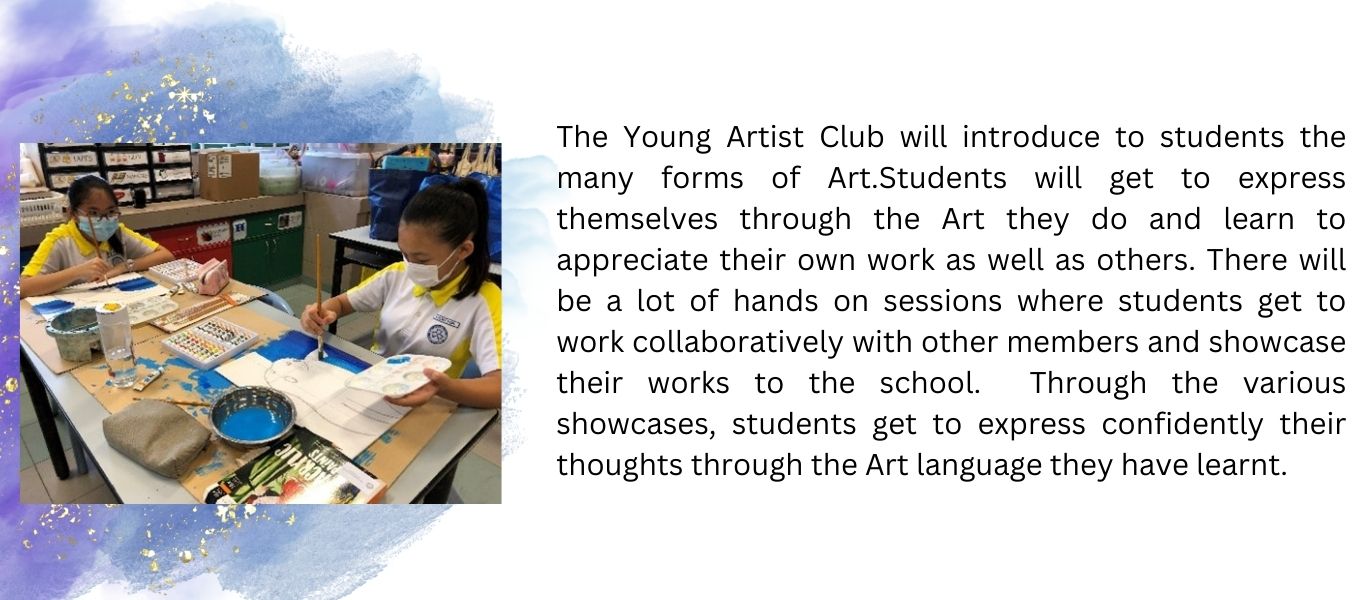 The Young Artist Club will introduce to students the
many forms of Art.Students will get to express
themselves through the Art they do and learn to
appreciate their own work as well as others. There will
be a lot of hands on sessions where students get to
work collaboratively with other members and showcase
their works to the school. Through the various
showcases, students get to express confidently their
thoughts through the Art language they have learnt.